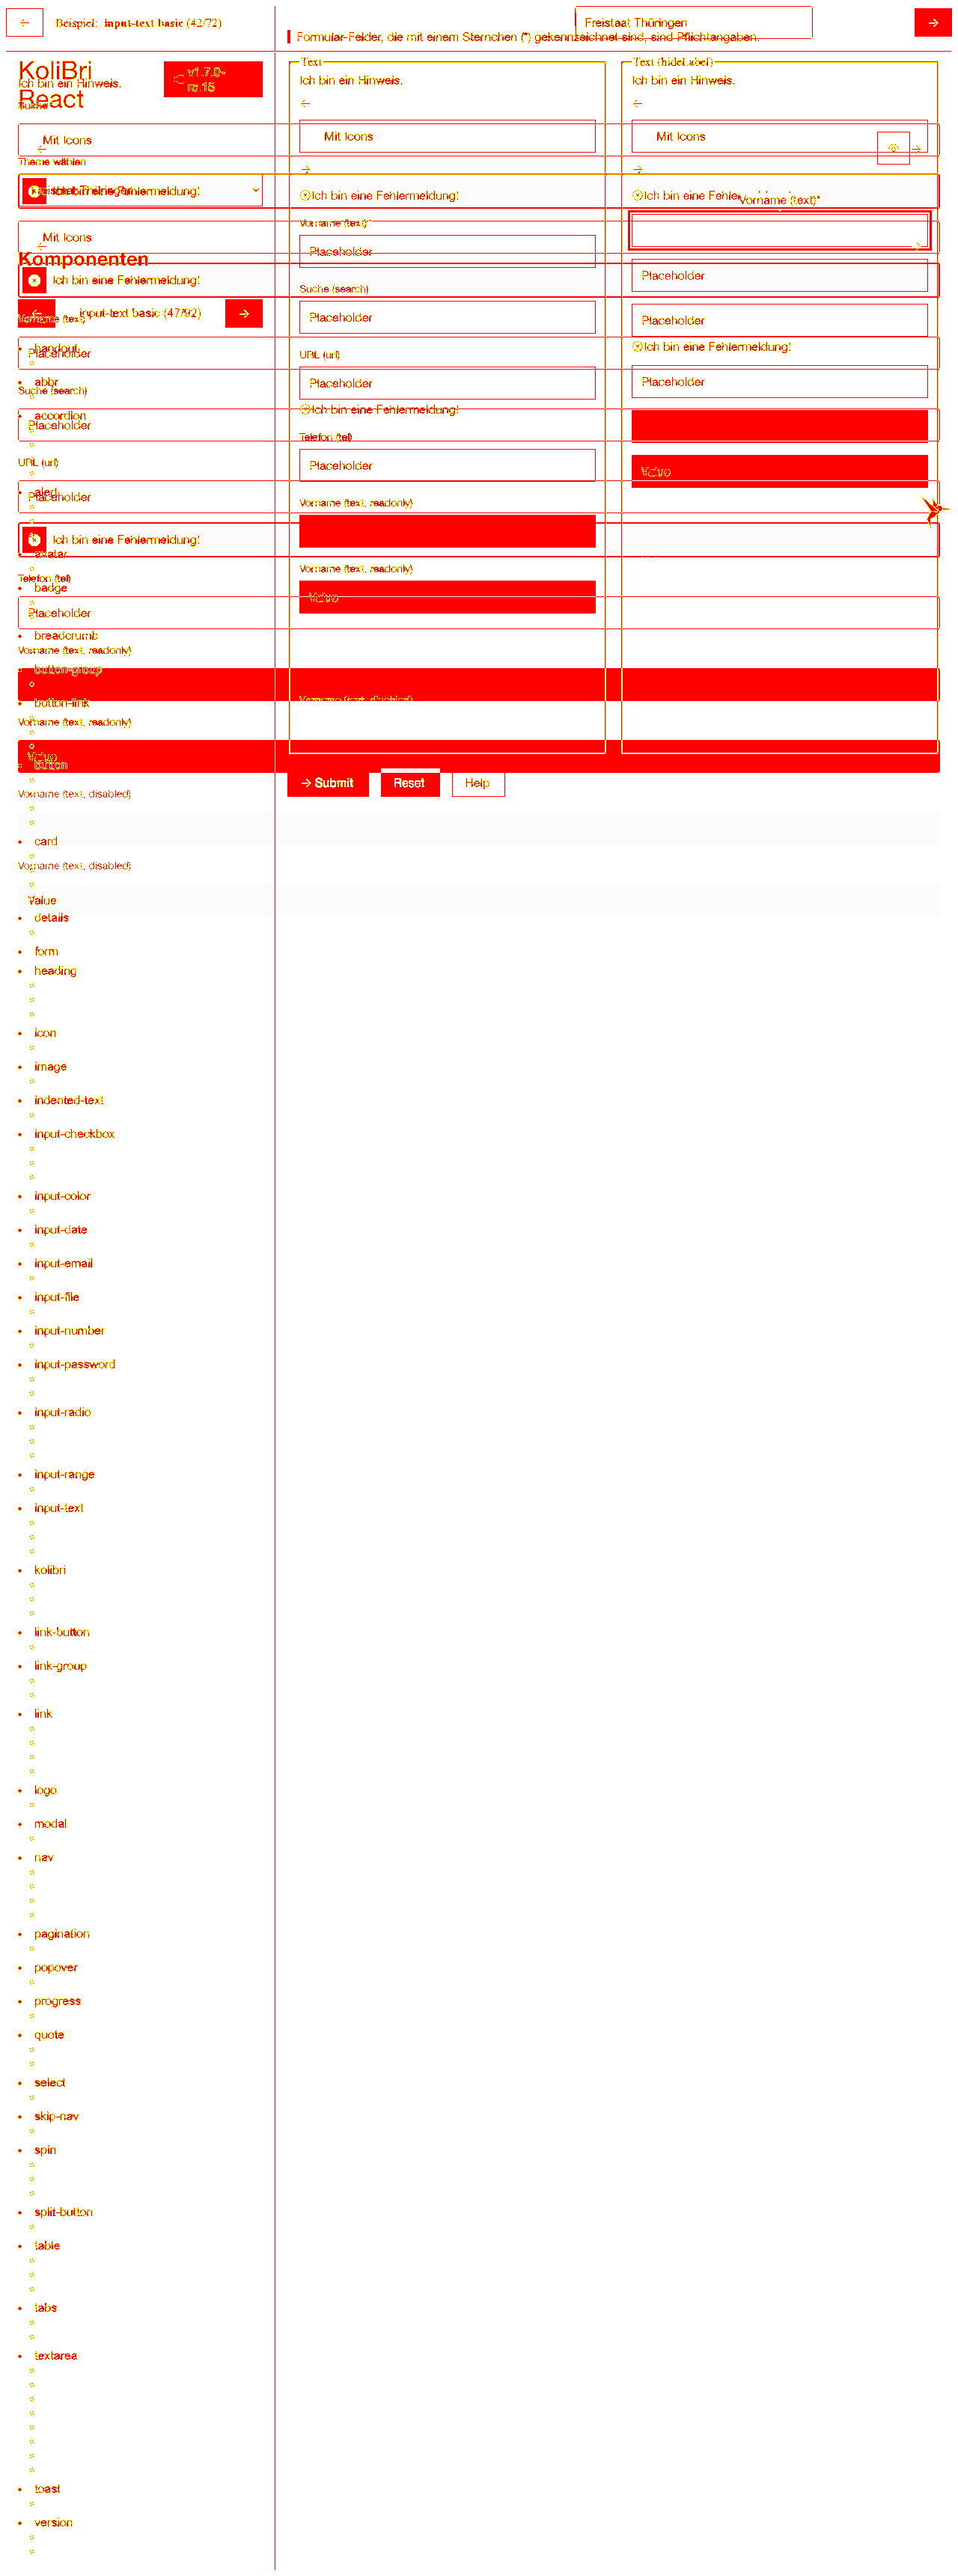 Beispiel: input-text basic (42/72)
Freistaat Thüringen
Formular-Felder, die mit einem Sternchen (*) gekennzeichnet sind, sind Pflichtangaben.
KoliBri
React
v1.7.0-
rc.15
Ich bin ein Hinweis.
Suche
Mit Icons
Theme wählen
Ich bin eine Fehlermeldung!
Mit Icons
Komponenten
Ich bin eine Fehlermeldung!
input-text basic (47/92)
Vorname (text)
handout
Placeholder
abbr
Suche (search)
accordion
Placeholder
URL (url)
alert
Placeholder
Ich bin eine Fehlermeldung!
avatar
Telefon (tel)
badge
Placeholder
breadcrumb
Vorname (text, readonly)
button-group
button-link
Vorname (text, readonly)
Value
button
Vorname (text, disabled)
card
Vorname (text, disabled)
Value
details
form
heading
icon
image
indented-text
input-checkbox
input-color
input-date
input-email
input-file
input-number
input-password
input-radio
input-range
input-text
kolibri
link-button
link-group
link
logo
modal
nav
pagination
popover
progress
quote
select
skip-nav
spin
split-button
table
tabs
textarea
toast
version
Text
Ich bin ein Hinweis.
Mit Icons
Ich bin eine Fehlermeldung!
Vorname (text)*
Placeholder
Suche (search)
Placeholder
URL (url)
Placeholder
Ich bin eine Fehlermeldung!
Telefon (tel)
Placeholder
Vorname (text, readonly)
Vorname (text, readonly)
Value
Vorname (text, disabled)
Text (hideLabel)
Ich bin ein Hinweis.
Mit Icons
Ich bin eine
Vorname (text)*
Placeholder
Placeholder
Ich bin eine Fehlermeldung!
Placeholder
Value
Submit
Reset
Help